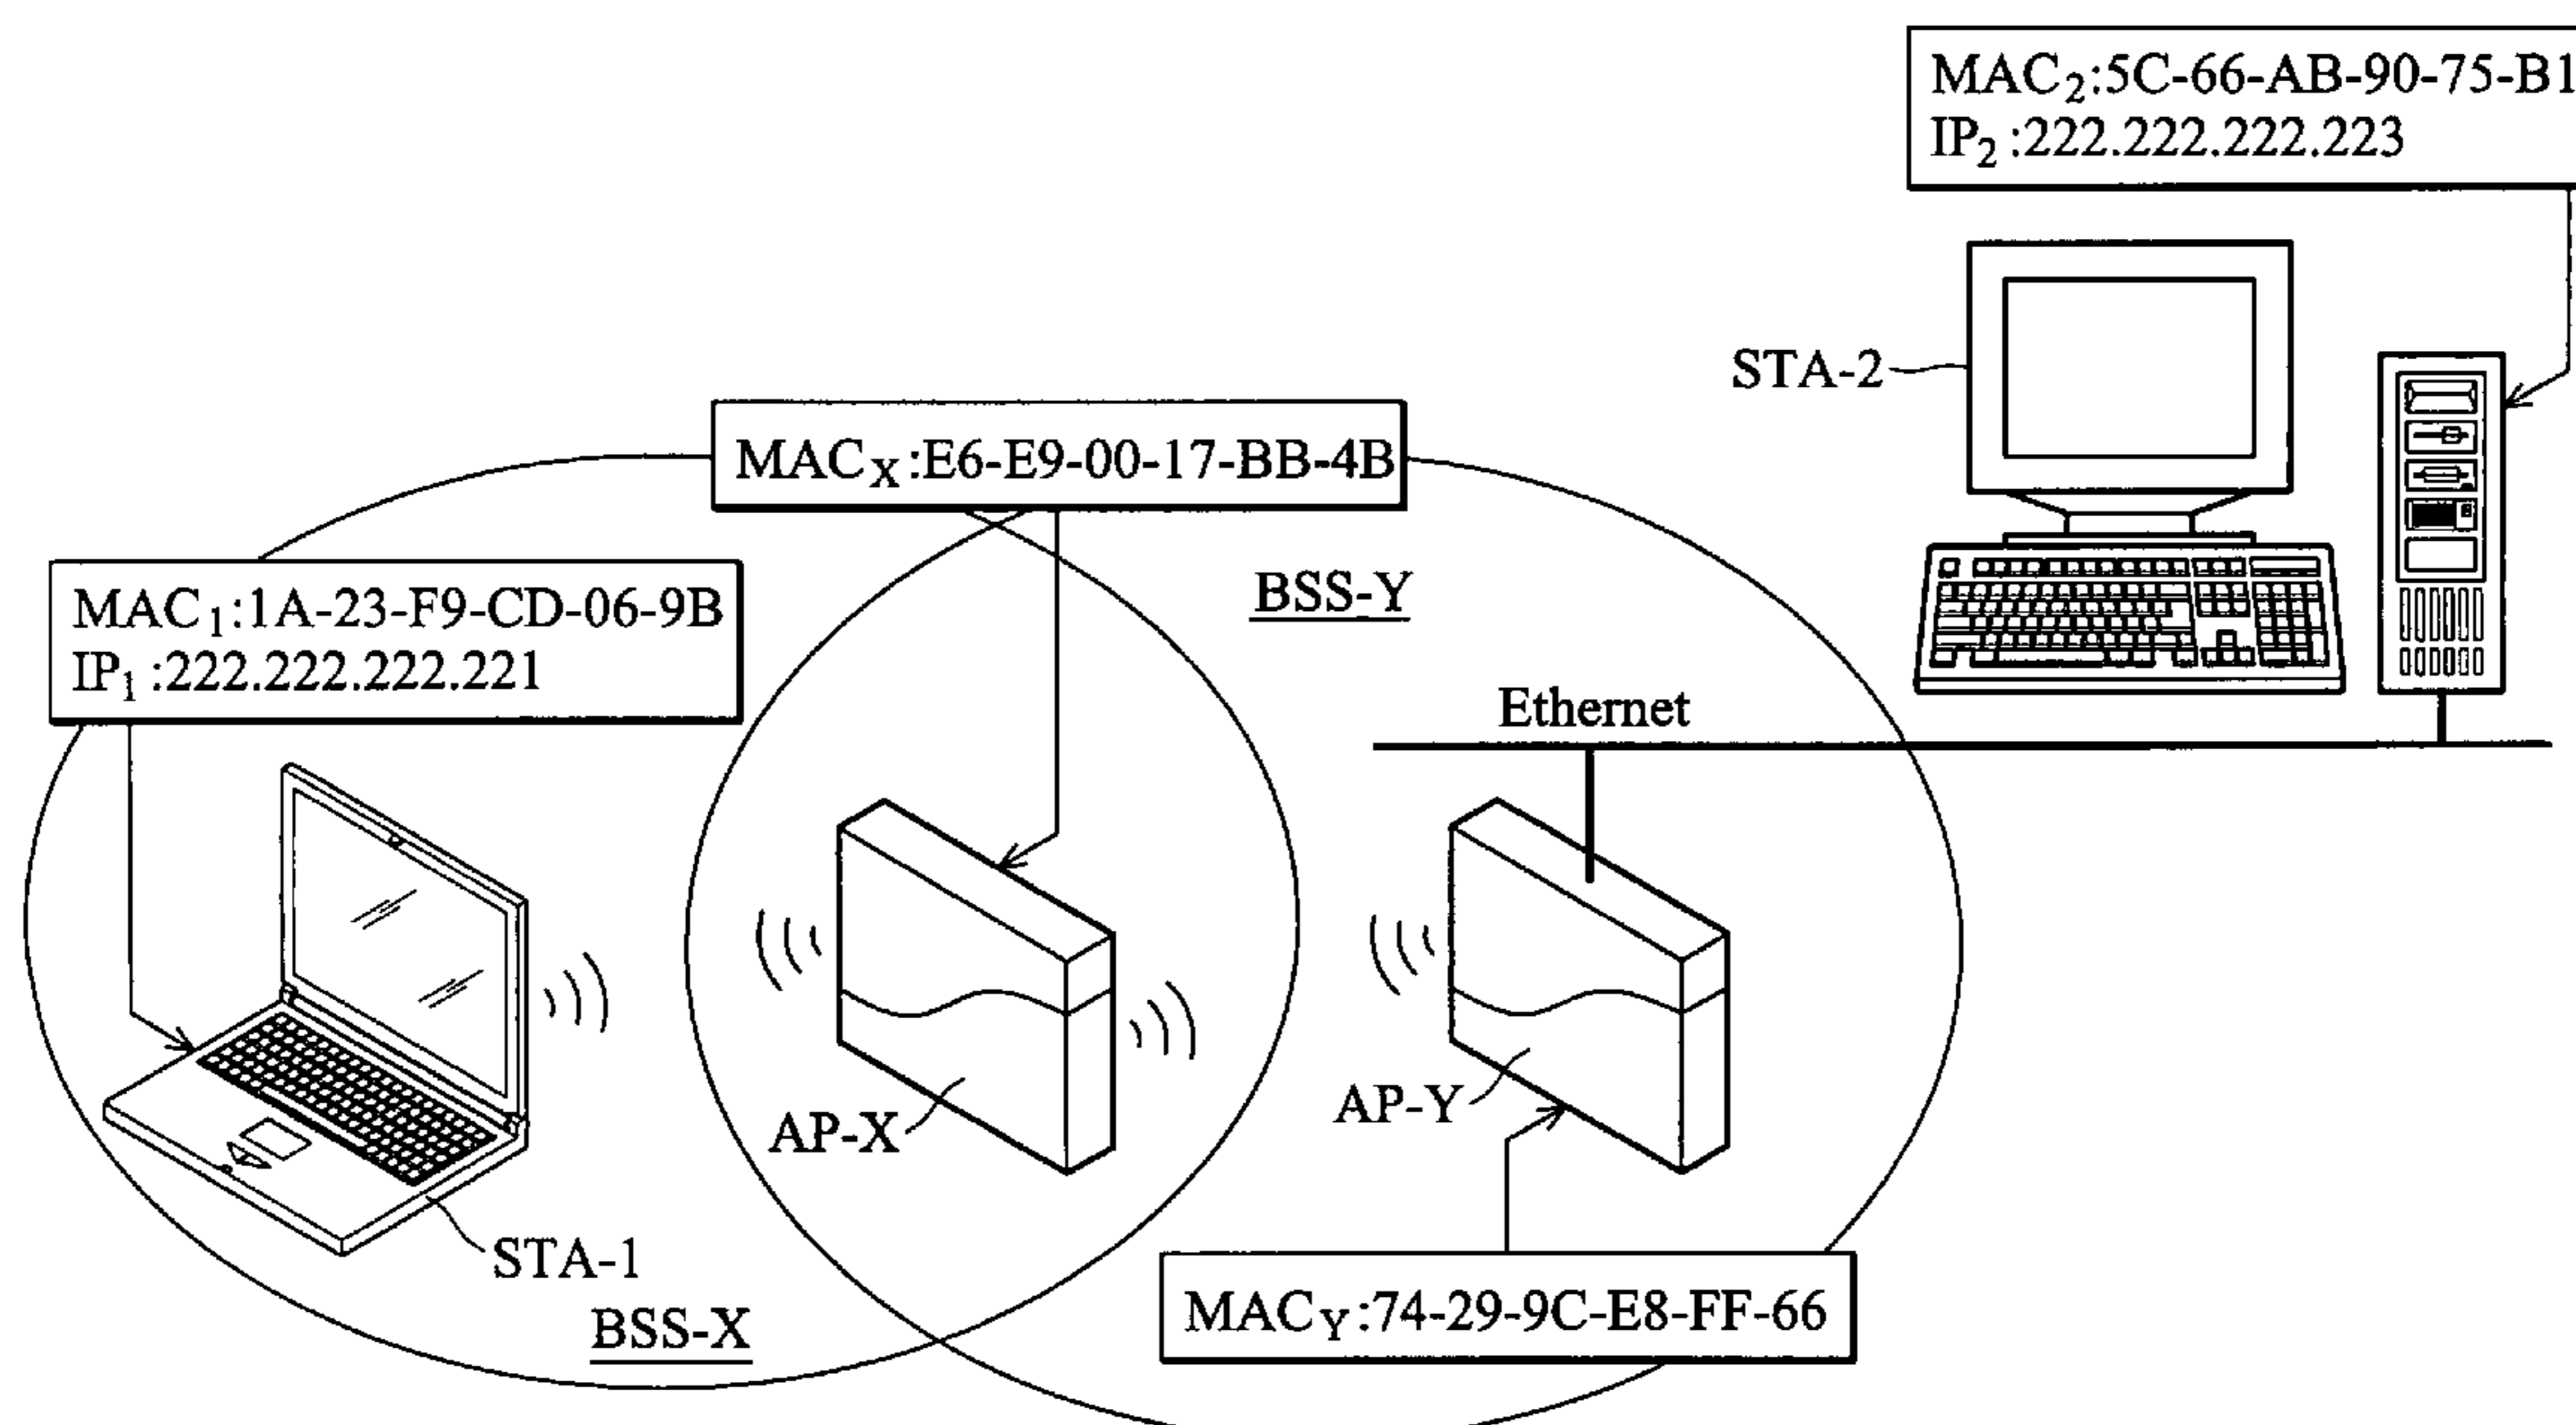 MAC₂:5C-66-AB-90-75-B1
IP₂ :222.222.222.223
STA-2
MACX :E6-E9-00-17-BB-4B
BSS-Y
MAC₁:1A-23-F9-CD-06-9B
IP₁ :222.222.222.221
Ethernet
AP-X
AP-Y
STA-1
BSS-X
MACY :74-29-9C-E8-FF-66